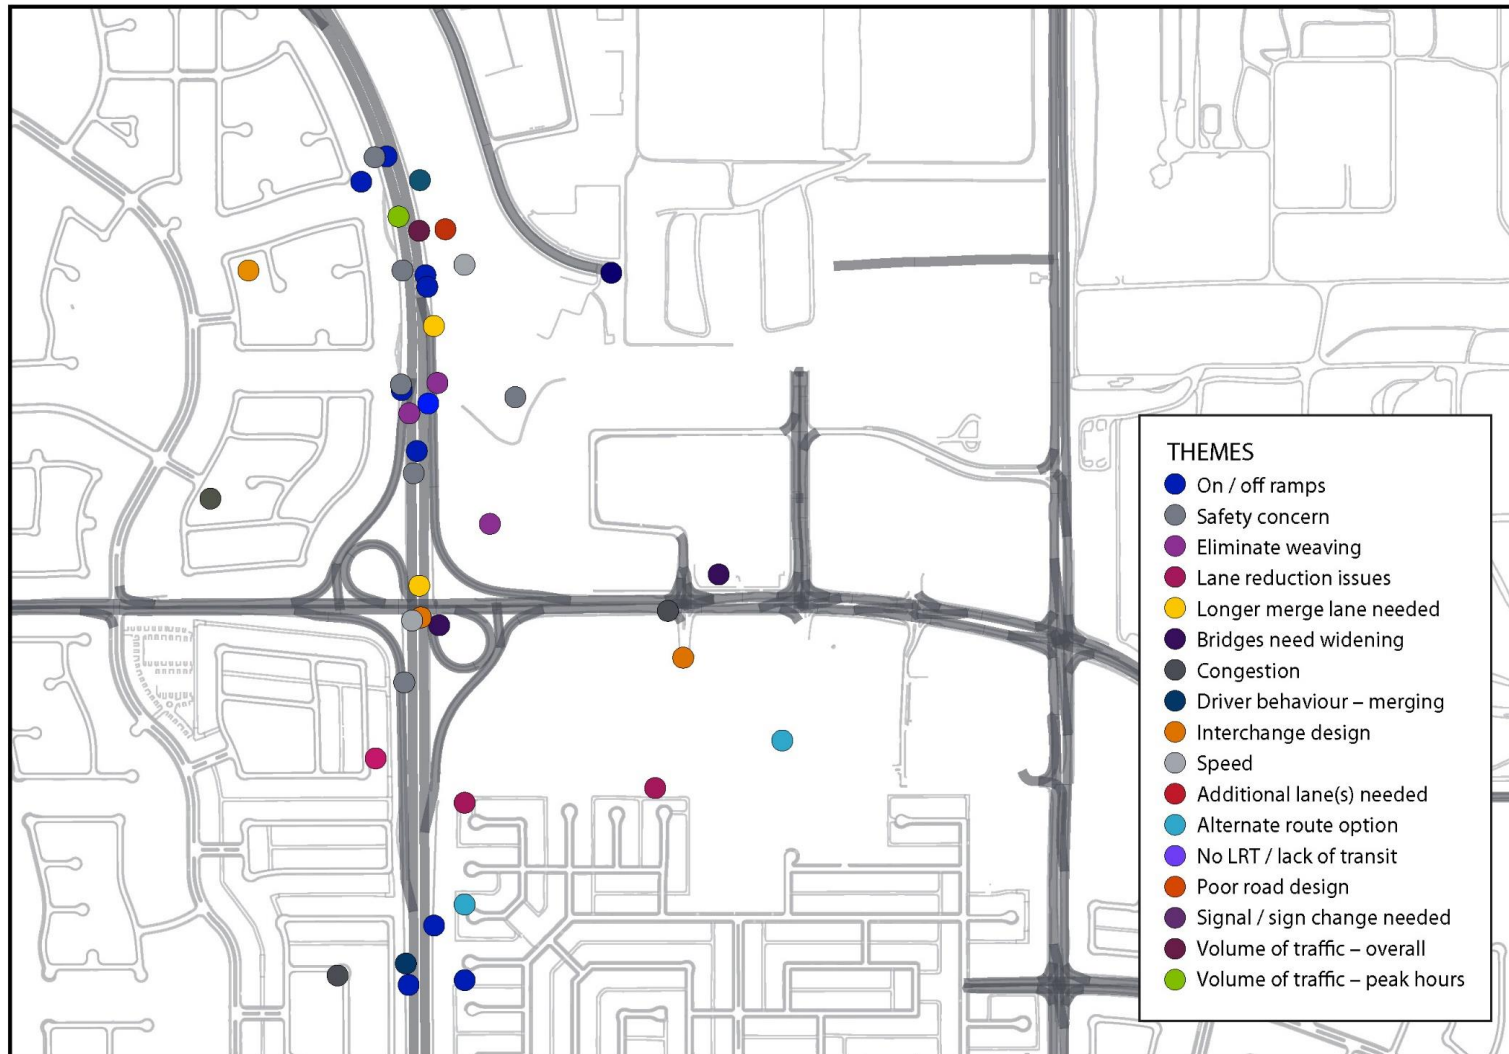 THEMES
On / off ramps
Safety concern
Eliminate weaving
Lane reduction issues
Longer merge lane needed
Bridges need widening
Congestion
Driver behaviour – merging
Interchange design
Speed
Additional lane(s) needed
Alternate route option
No LRT / lack of transit
Poor road design
Signal / sign change needed
Volume of traffic – overall
Volume of traffic – peak hours